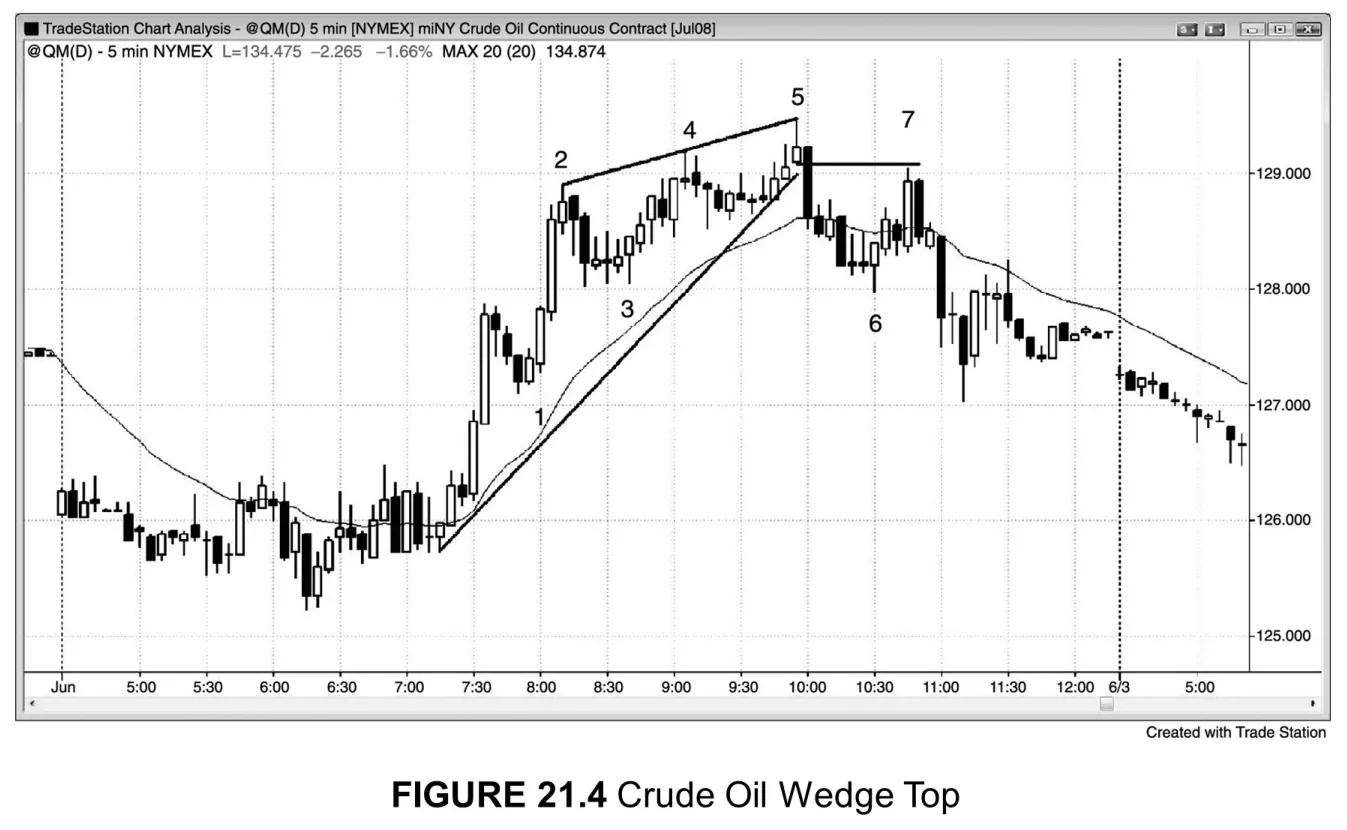 TradeStation Chart Analysis - @QM(D) 5 min [NYMEX] miNY Crude Oil Continuous Contract [Jul08]
@QM(D) - 5 min NYMEX L=134.475 −2.265 −1.66% MAX 20 (20) 134.874
5
7
4
2
129.000
3
6
128.000
1
127.000
126.000
125.000
Jun 5:00 5:30 6:00 6:30 7:00 7:30 8:00 8:30 9:00 9:30 10:00 10:30 11:00 11:30 12:00 6/3 5:00
Created with Trade Station
FIGURE 21.4 Crude Oil Wedge Top